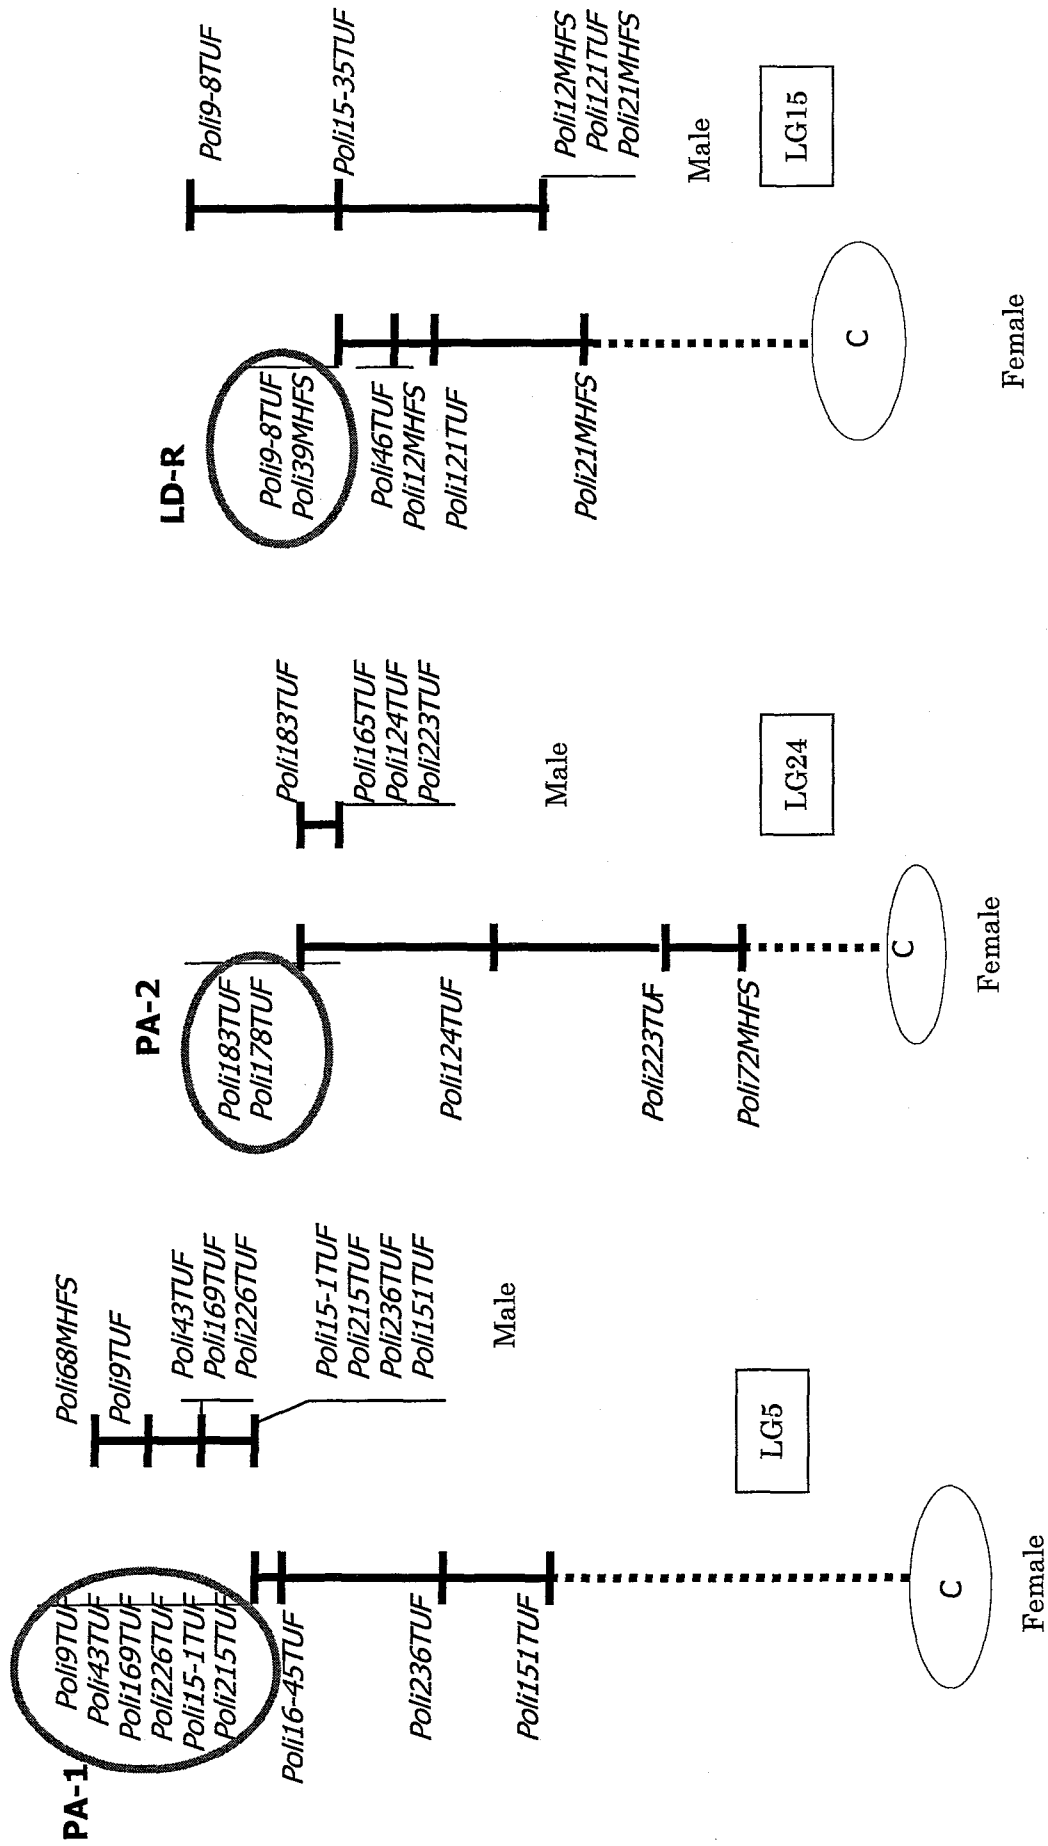 PA-1
Poli9TUF
Poli43TUF
Poli169TUF
Poli226TUF
Poli15-1TUF
Poli215TUF
Poli16-45TUF
Poli236TUF
Poli151TUF
C
Female
Poli68MHFS
Poli9TUF
Poli43TUF
Poli169TUF
Poli226TUF
Poli15-1TUF
Poli215TUF
Poli236TUF
Poli151TUF
Male
LG5
PA-2
Poli183TUF
Poli178TUF
Poli124TUF
Poli223TUF
Poli72MHFS
C
Female
Poli183TUF
Poli165TUF
Poli124TUF
Poli223TUF
Male
LG24
LD-R
Poli9-8TUF
Poli39MHFS
Poli46TUF
Poli12MHFS
Poli121TUF
Poli21MHFS
C
Female
Poli9-8TUF
Poli15-35TUF
Poli12MHFS
Poli121TUF
Poli21MHFS
Male
LG15